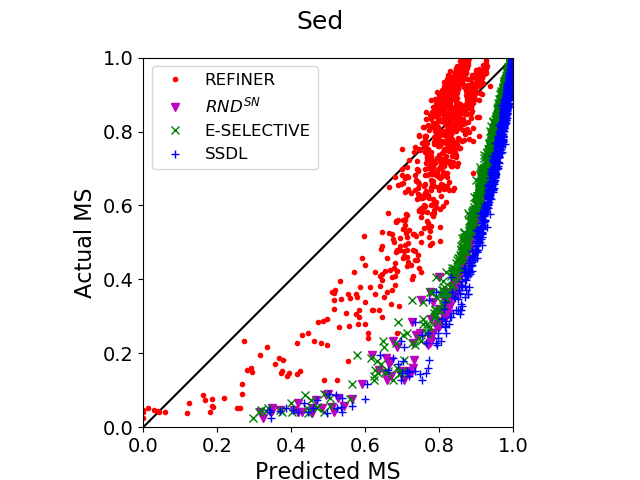 Sed
1.0
0.8
0.6
0.4
0.2
0.0
Actual MS
REFINER
RND^{SN}
E-SELECTIVE
SSDL
0.0 0.2 0.4 0.6 0.8 1.0
Predicted MS